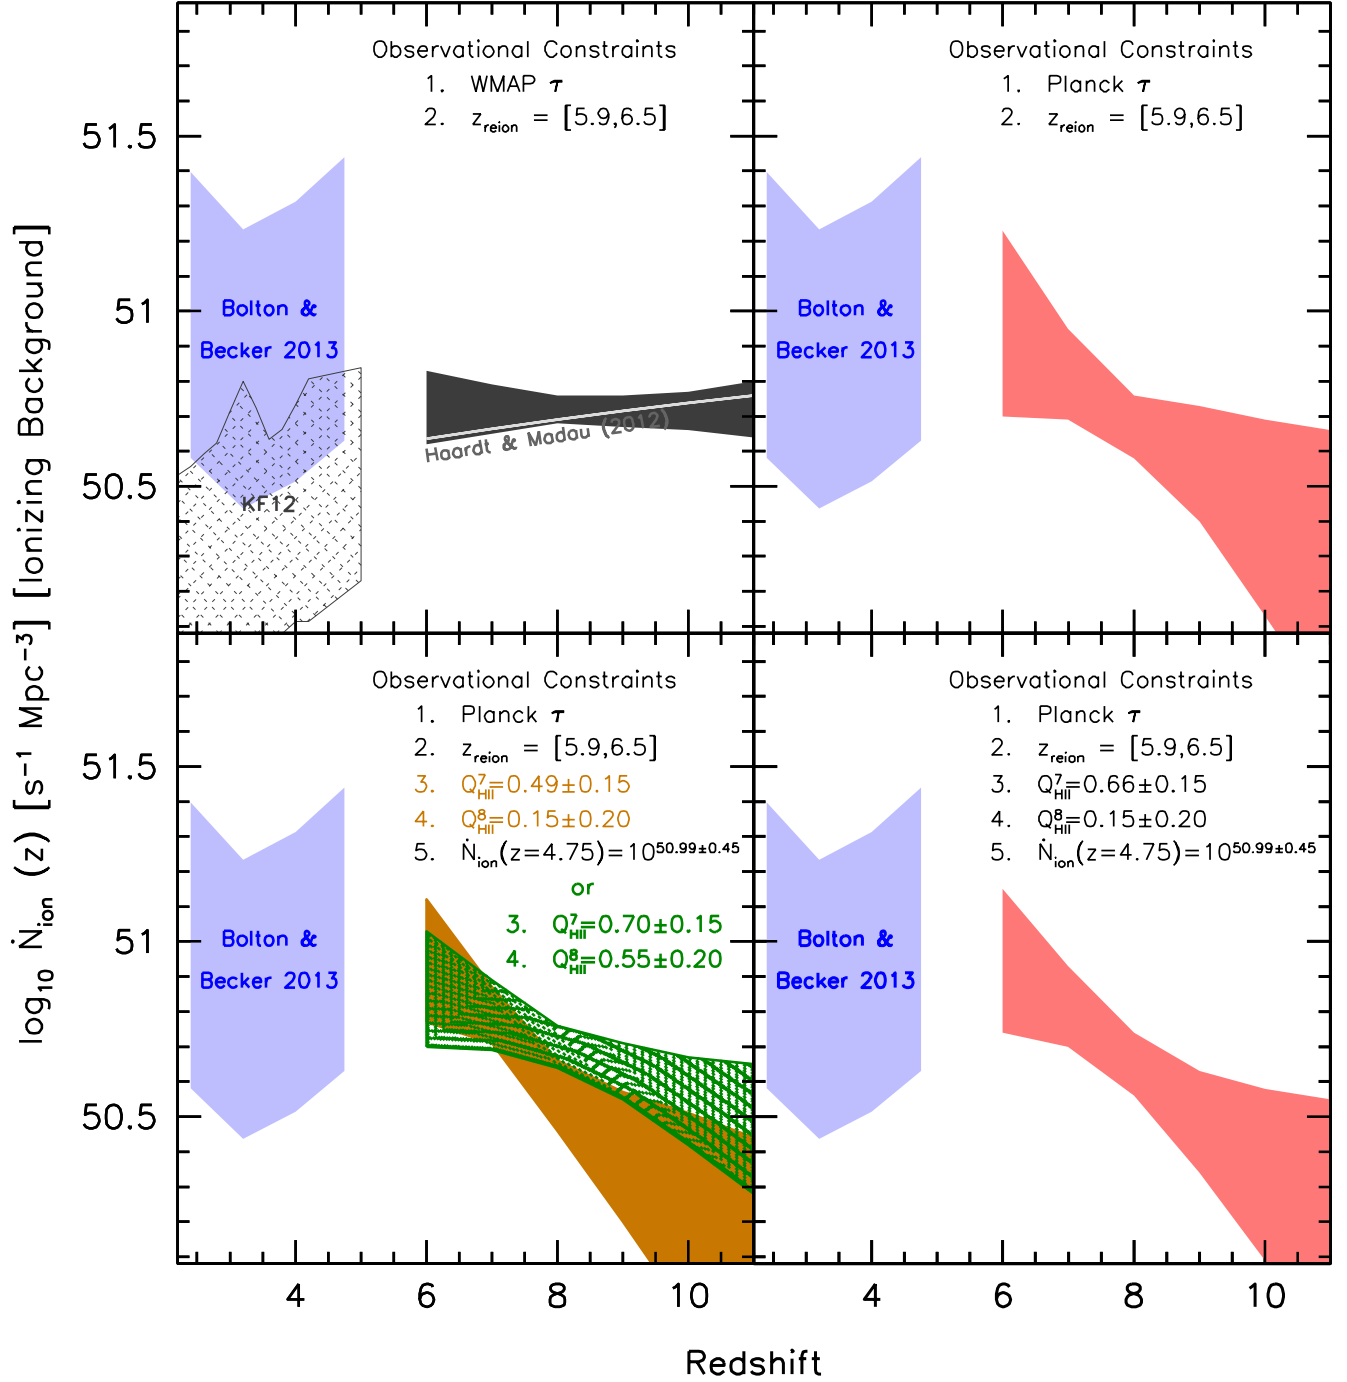 Observational Constraints
1. WMAP τ
2. z_reion = [5.9,6.5]
Observational Constraints
1. Planck τ
2. z_reion = [5.9,6.5]
51.5
51
50.5
Bolton &
Becker 2013
KF12
Haardt & Madau (2012)
Bolton &
Becker 2013
Observational Constraints
1. Planck τ
2. z_reion = [5.9,6.5]
3. Q^7_HII=0.49±0.15
4. Q^8_HII=0.15±0.20
5. Ṅ_ion(z=4.75)=10^50.99±0.45
or
3. Q^7_HII=0.70±0.15
4. Q^8_HII=0.55±0.20
Observational Constraints
1. Planck τ
2. z_reion = [5.9,6.5]
3. Q^7_HII=0.66±0.15
4. Q^8_HII=0.15±0.20
5. Ṅ_ion(z=4.75)=10^50.99±0.45
51.5
51
50.5
Bolton &
Becker 2013
Bolton &
Becker 2013
4 6 8 10
4 6 8 10
Redshift
log₁₀ Ṅ_ion (z) [s⁻¹ Mpc⁻³] [Ionizing Background]